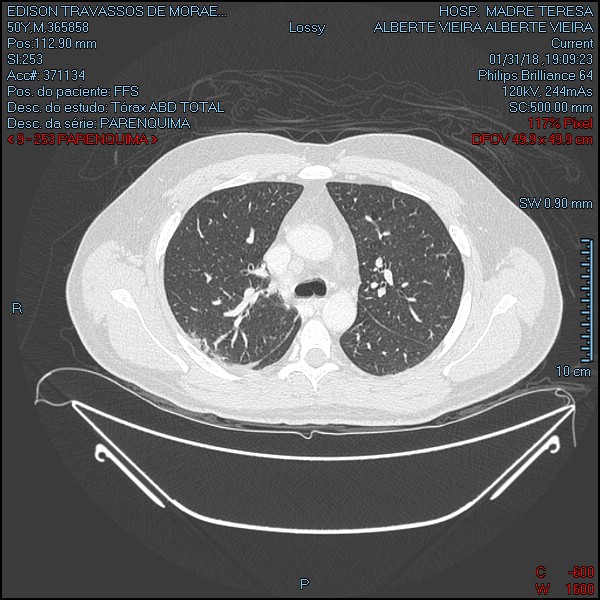 EDISON TRAVASSOS DE MORAE...
50Y,M,365858
Pos:112.90 mm
Sl:253
Acc#: 371134
Pos. do paciente: FFS
Desc. do estudo: Tórax ABD TOTAL
Desc. da série: PARENQUIMA
< 9 - 253 PARENQUIMA >
Lossy
HOSP. MADRE TERESA
ALBERTE VIEIRA ALBERTE VIEIRA
Current
01/31/18 ,19:09:23
Philips Brilliance 64
120kV, 244mAs
SC:500.00 mm
117% Pixel
DFOV 49.9 x 49.9 cm
SW 0.90 mm
R
10 cm
P
C -600
W 1600